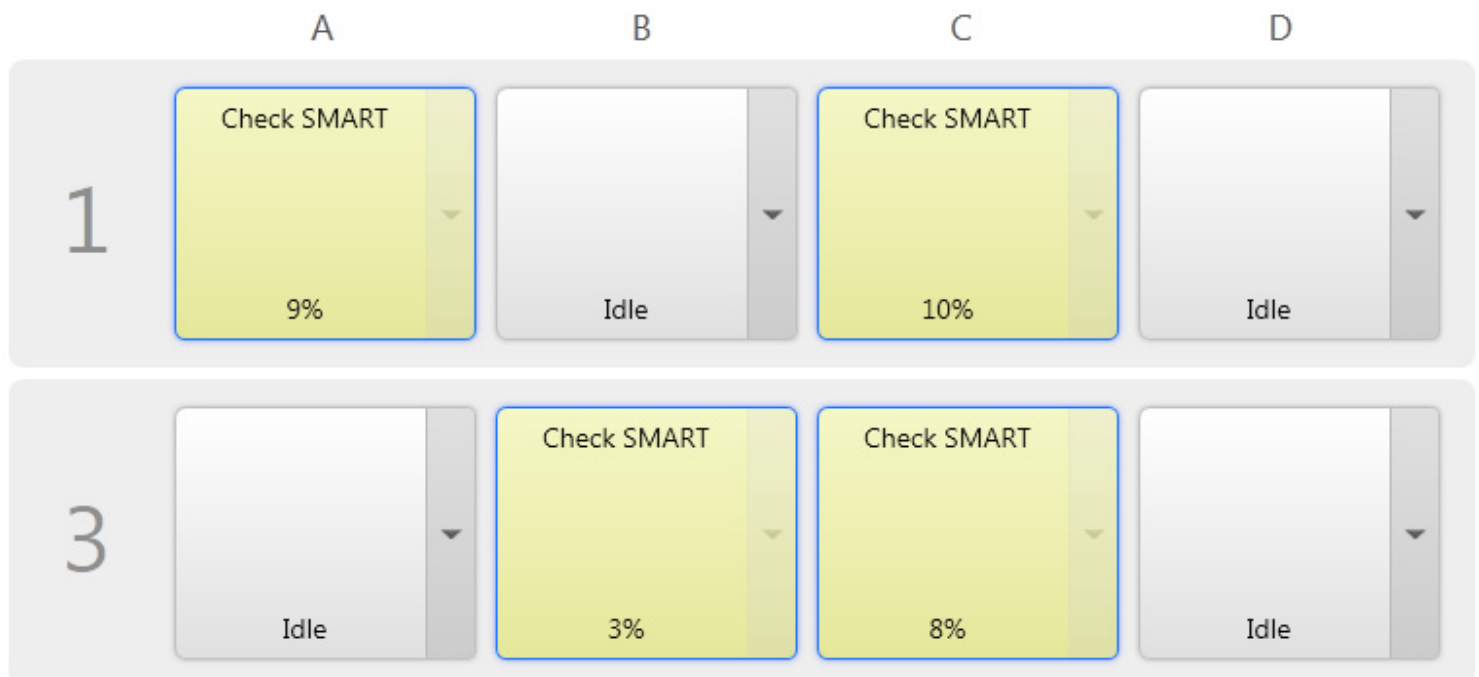 A B C D
Check SMART Check SMART
1
9% Idle 10% Idle
Check SMART Check SMART
3
Idle 3% 8% Idle